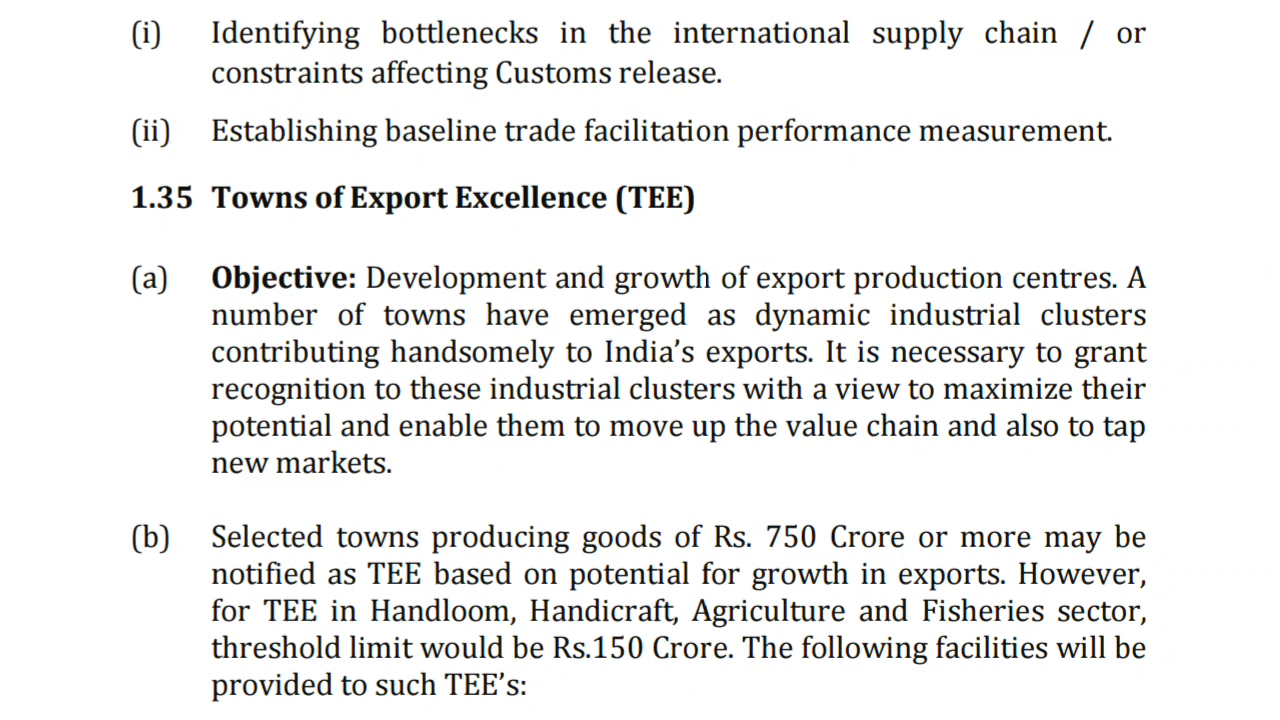 (i) Identifying bottlenecks in the international supply chain / or
constraints affecting Customs release.
(ii) Establishing baseline trade facilitation performance measurement.
1.35 Towns of Export Excellence (TEE)
(a) Objective: Development and growth of export production centres. A
number of towns have emerged as dynamic industrial clusters
contributing handsomely to India’s exports. It is necessary to grant
recognition to these industrial clusters with a view to maximize their
potential and enable them to move up the value chain and also to tap
new markets.
(b) Selected towns producing goods of Rs. 750 Crore or more may be
notified as TEE based on potential for growth in exports. However,
for TEE in Handloom, Handicraft, Agriculture and Fisheries sector,
threshold limit would be Rs.150 Crore. The following facilities will be
provided to such TEE’s: